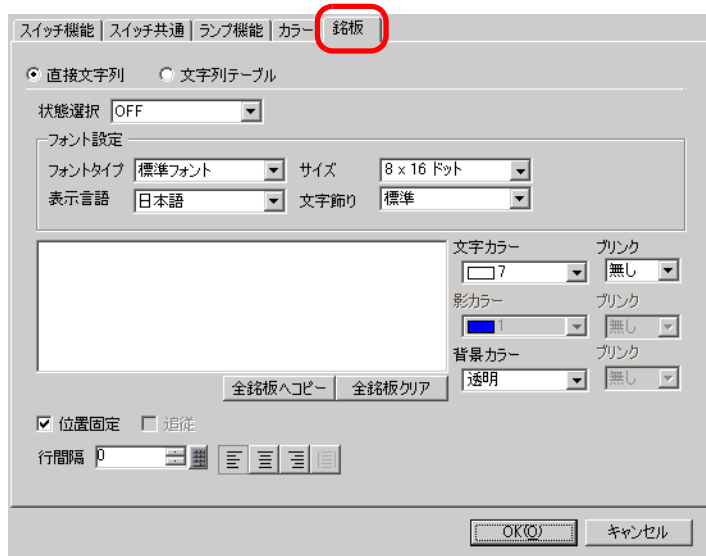 スイッチ機能 スイッチ共通 ランプ機能 カラー 銘板
直接文字列 文字列テーブル
状態選択 OFF
フォント設定
フォントタイプ 標準フォント サイズ 8 x 16 ドット
表示言語 日本語 文字飾り 標準
文字カラー ブリンク
7 無し
影カラー ブリンク
1 無し
背景カラー ブリンク
透明 無し
全銘板へコピー 全銘板クリア
位置固定 追従
行間隔 0
OK(O) キャンセル